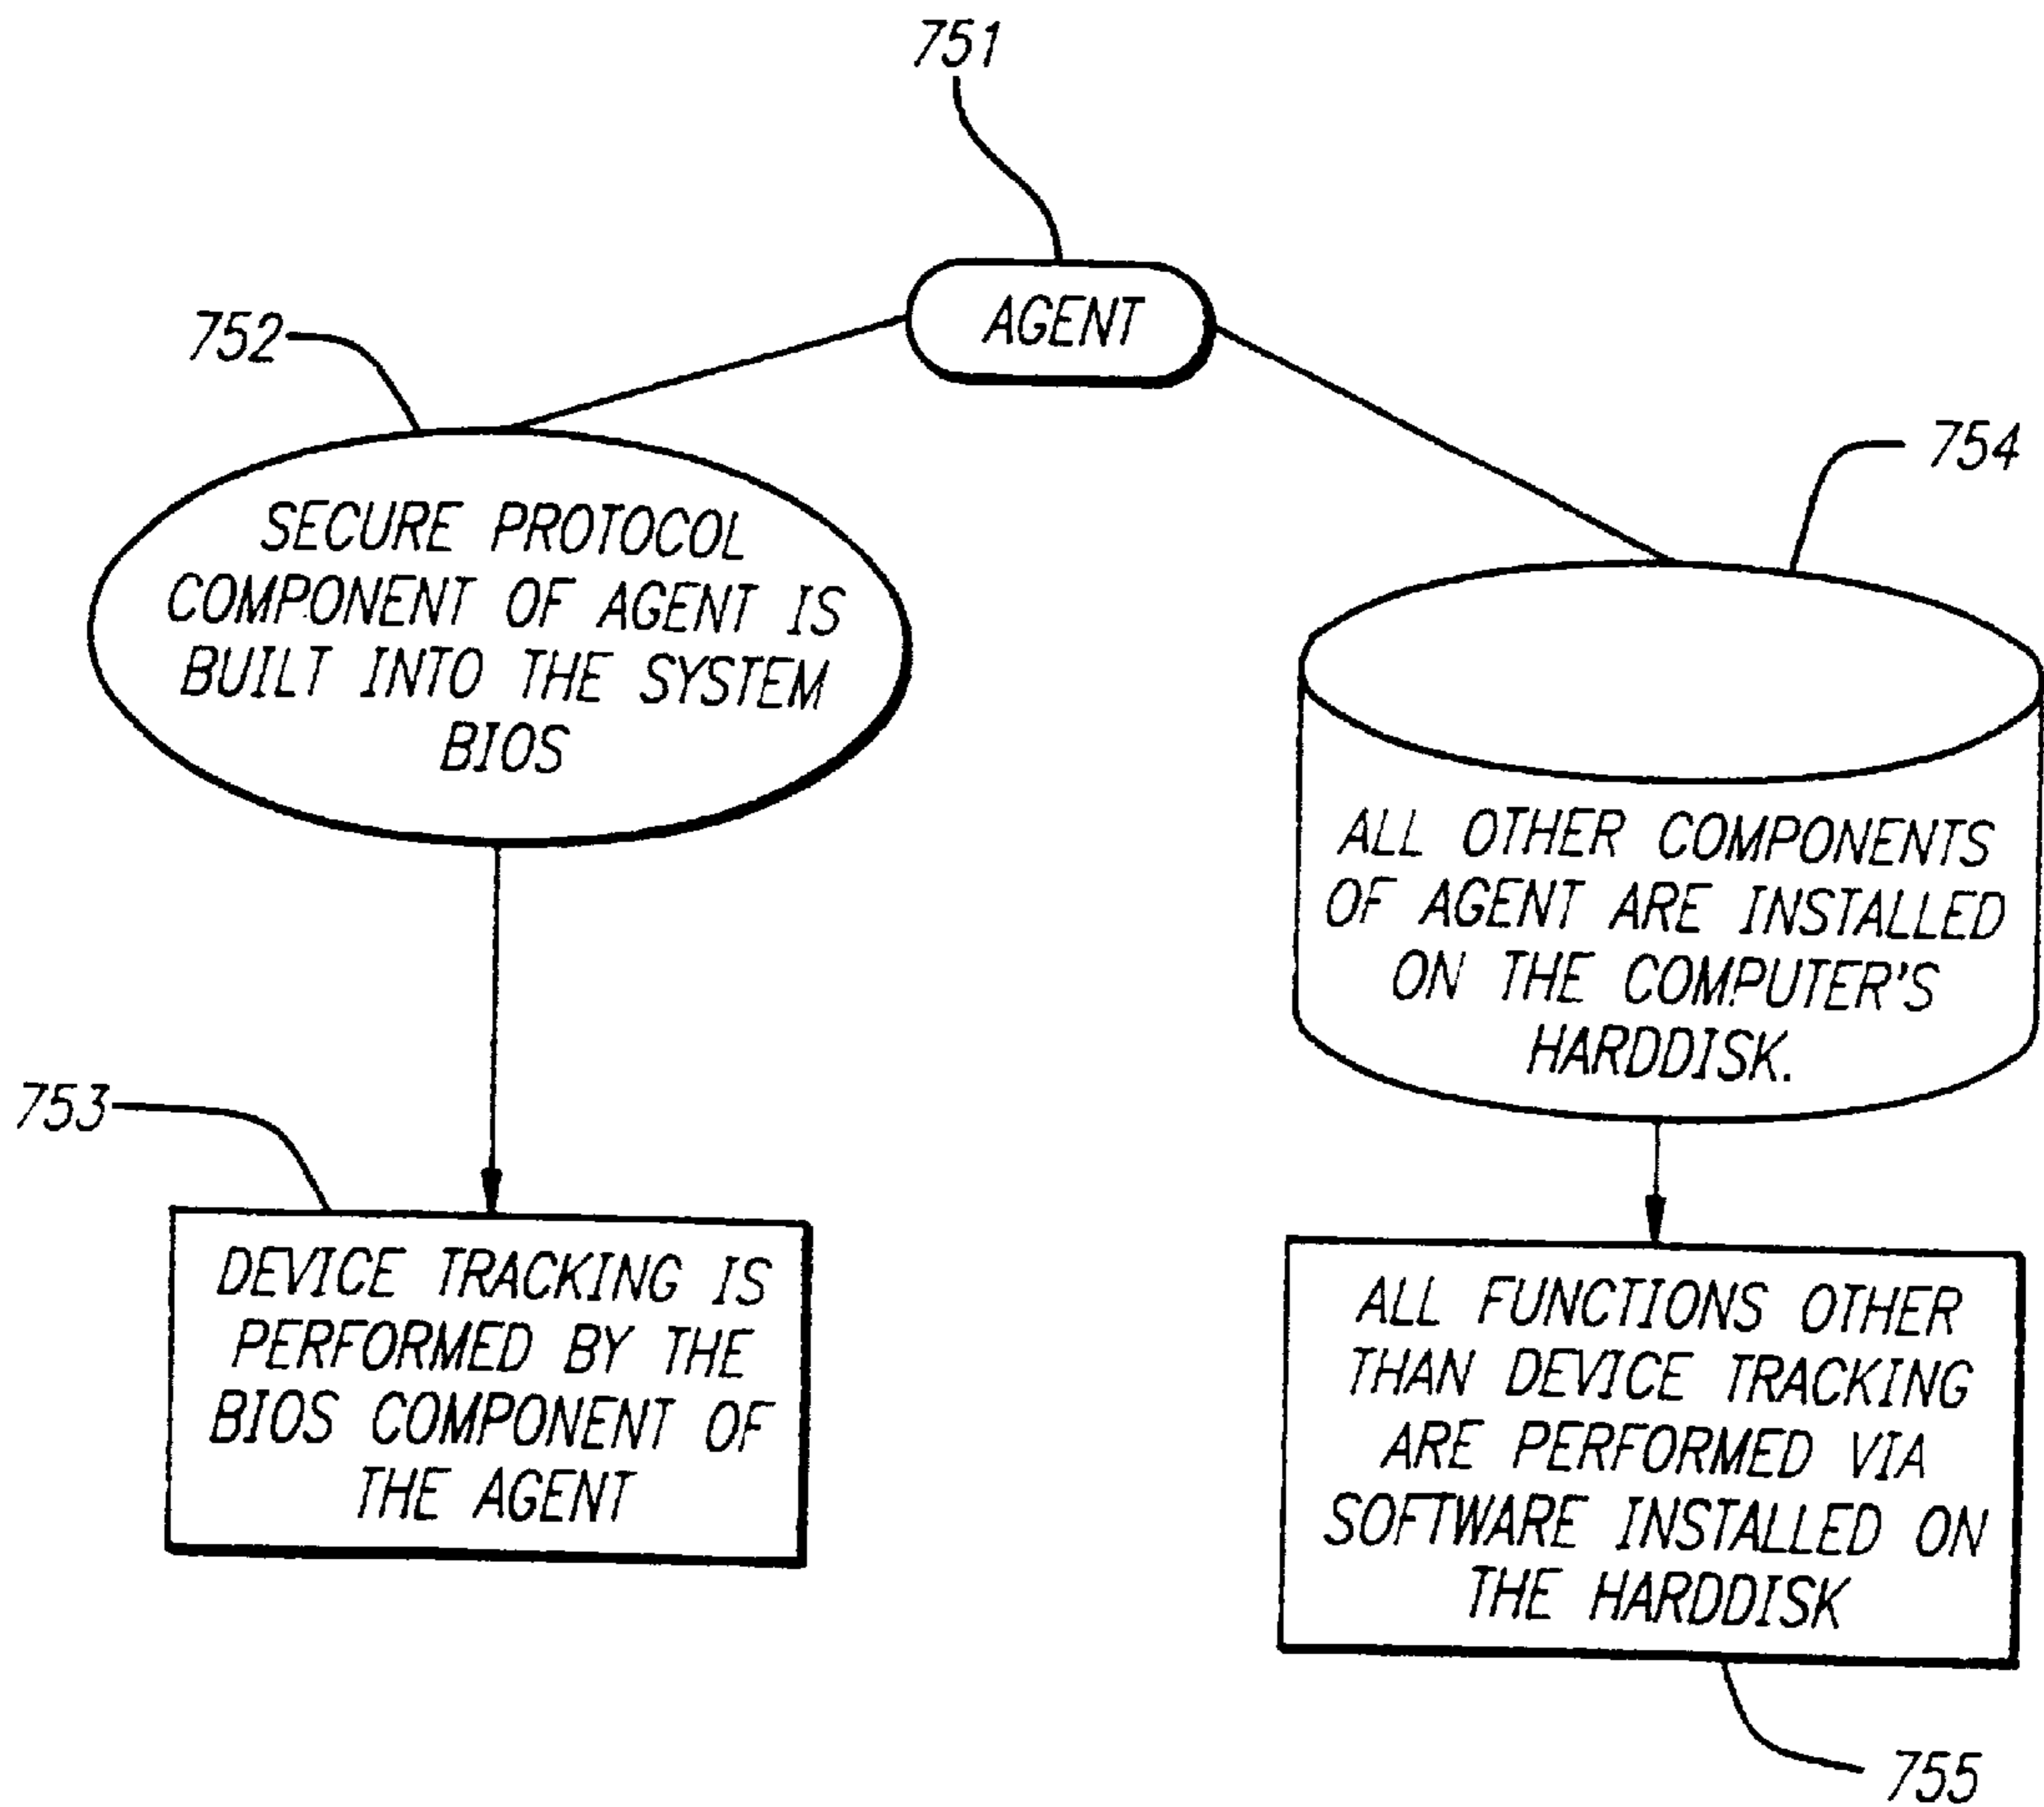 751
AGENT
752
SECURE PROTOCOL
COMPONENT OF AGENT IS
BUILT INTO THE SYSTEM
BIOS
754
ALL OTHER COMPONENTS
OF AGENT ARE INSTALLED
ON THE COMPUTER'S
HARDDISK.
753
DEVICE TRACKING IS
PERFORMED BY THE
BIOS COMPONENT OF
THE AGENT
ALL FUNCTIONS OTHER
THAN DEVICE TRACKING
ARE PERFORMED VIA
SOFTWARE INSTALLED ON
THE HARDDISK
755